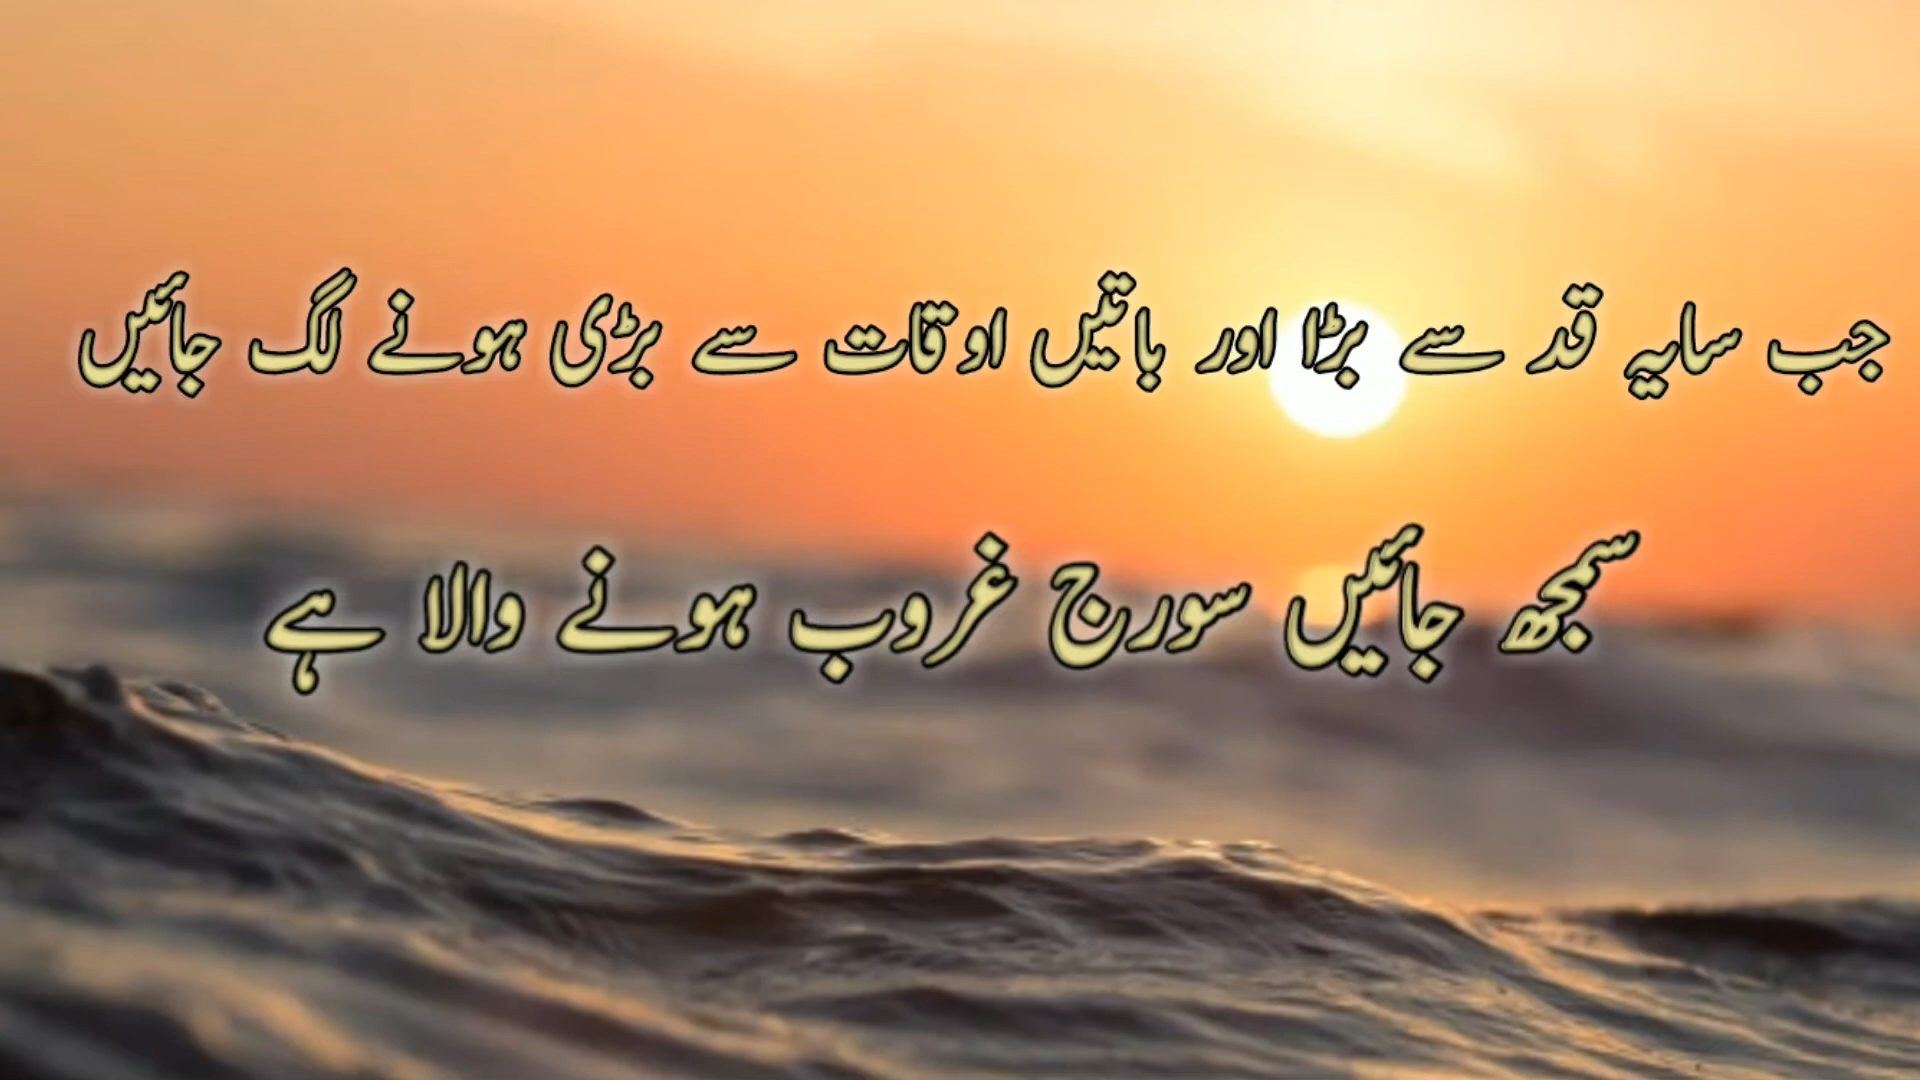 جب سایہ قد سے بڑا اور باتیں اوقات سے بڑی ہونے لگ جائیں
سمجھ جائیں سورج غروب ہونے والا ہے